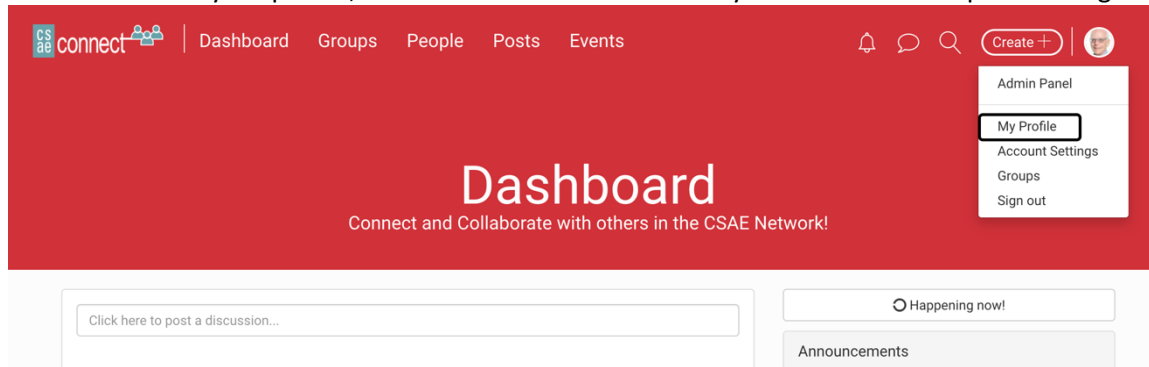 cs
ae connect Dashboard Groups People Posts Events Create +
Admin Panel
My Profile
Account Settings
Groups
Sign out
Dashboard
Connect and Collaborate with others in the CSAE Network!
Click here to post a discussion...
Happening now!
Announcements